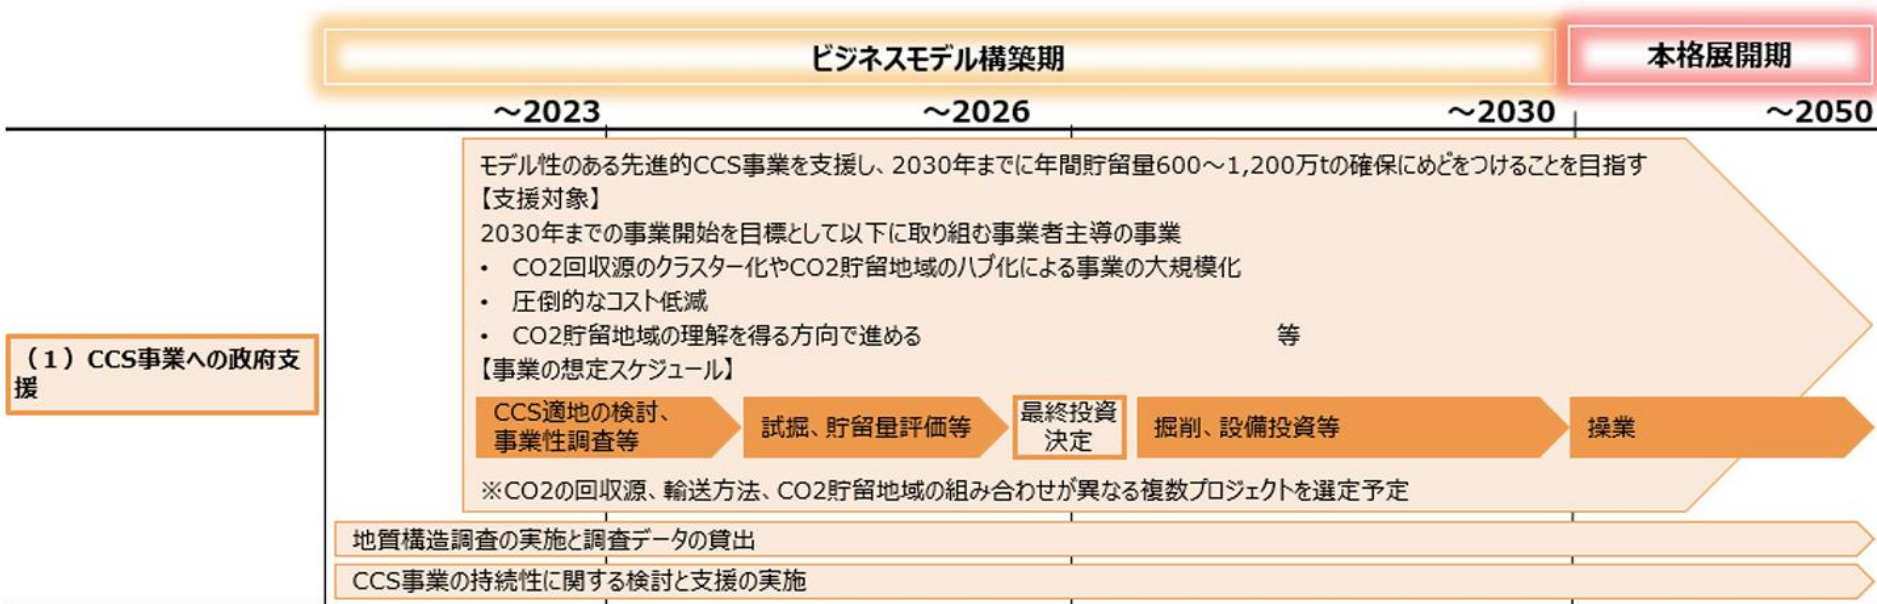 ビジネスモデル構築期
本格展開期
～2023
～2026
～2030
～2050
（1）CCS事業への政府支
援
モデル性のある先進的CCS事業を支援し、2030年までに年間貯留量600～1,200万tの確保にめどをつけることを目指す
【支援対象】
2030年までの事業開始を目標として以下に取り組む事業者主導の事業
• CO2回収源のクラスター化やCO2貯留地域のハブ化による事業の大規模化
• 圧倒的なコスト低減
• CO2貯留地域の理解を得る方向で進める 等
【事業の想定スケジュール】
CCS適地の検討、
事業性調査等
試掘、貯留量評価等
最終投資
決定
掘削、設備投資等
操業
※CO2の回収源、輸送方法、CO2貯留地域の組み合わせが異なる複数プロジェクトを選定予定
地質構造調査の実施と調査データの貸出
CCS事業の持続性に関する検討と支援の実施